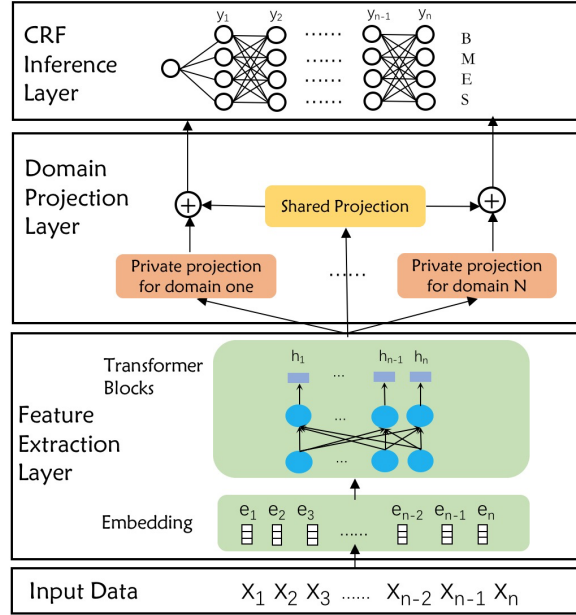 CRF
Inference
Layer
y1 y2 ...... yn-1 yn
B
M
E
S
......
......
Domain
Projection
Layer
Shared Projection
Private projection
for domain one
......
Private projection
for domain N
Feature
Extraction
Layer
Transformer
Blocks
h1 ... hn-1 hn
...
...
Embedding
e1 e2 e3 ...... en-2 en-1 en
Input Data
X1 X2 X3 ...... Xn-2 Xn-1 Xn